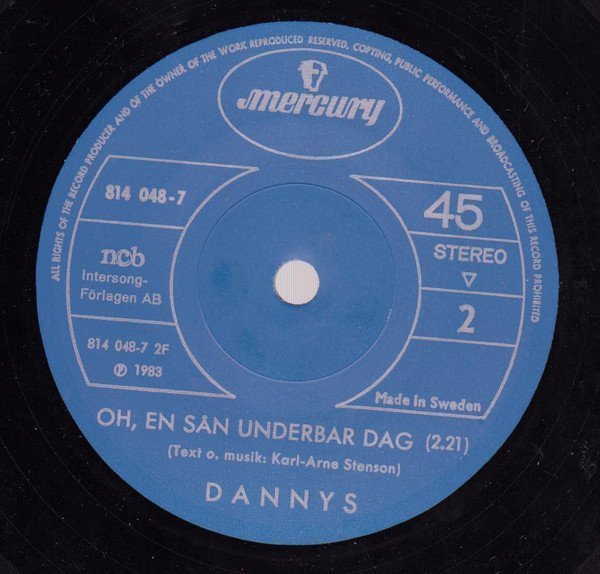 ALL RIGHTS OF THE RECORD PRODUCER AND OF THE OWNER OF THE WORK REPRODUCED RESERVED, COPYING, PUBLIC PERFORMANCE AND BROADCASTING OF THIS RECORD PROHIBITED
mercury
814 048-7
ncb
Intersong-
Förlagen AB
814 048-7 2F
℗ 1983
45
STEREO
▽
2
Made in Sweden
OH, EN SÅN UNDERBAR DAG (2.21)
(Text o. musik: Karl-Arne Stenson)
DANNYS